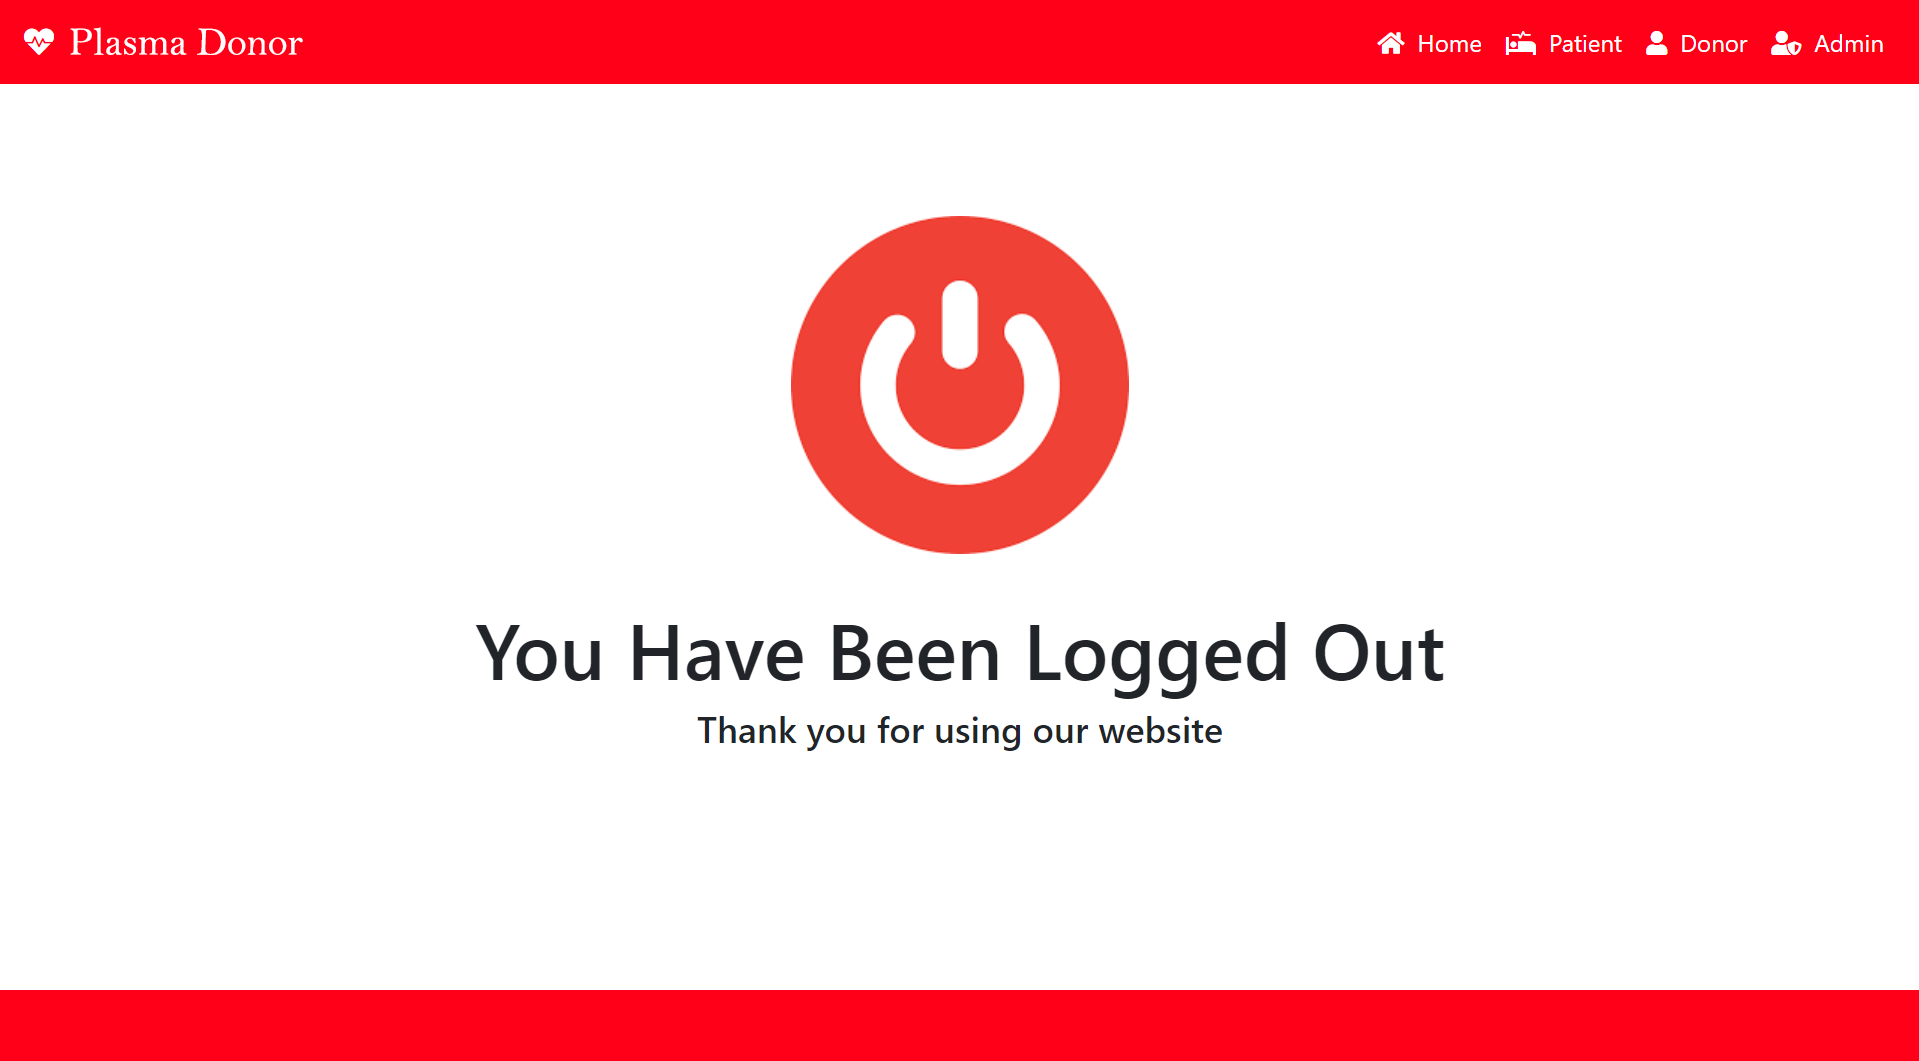 Plasma Donor
Home Patient Donor Admin
You Have Been Logged Out
Thank you for using our website